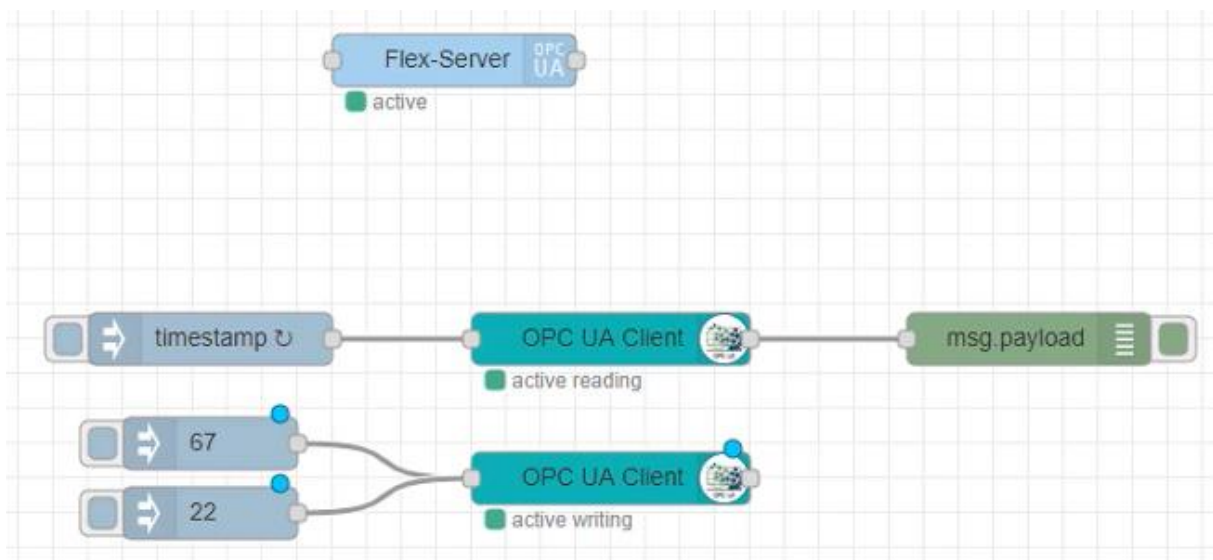 Flex-Server OPC UA
active
timestamp ↻ OPC UA Client msg.payload
active reading
67
OPC UA Client
22
active writing